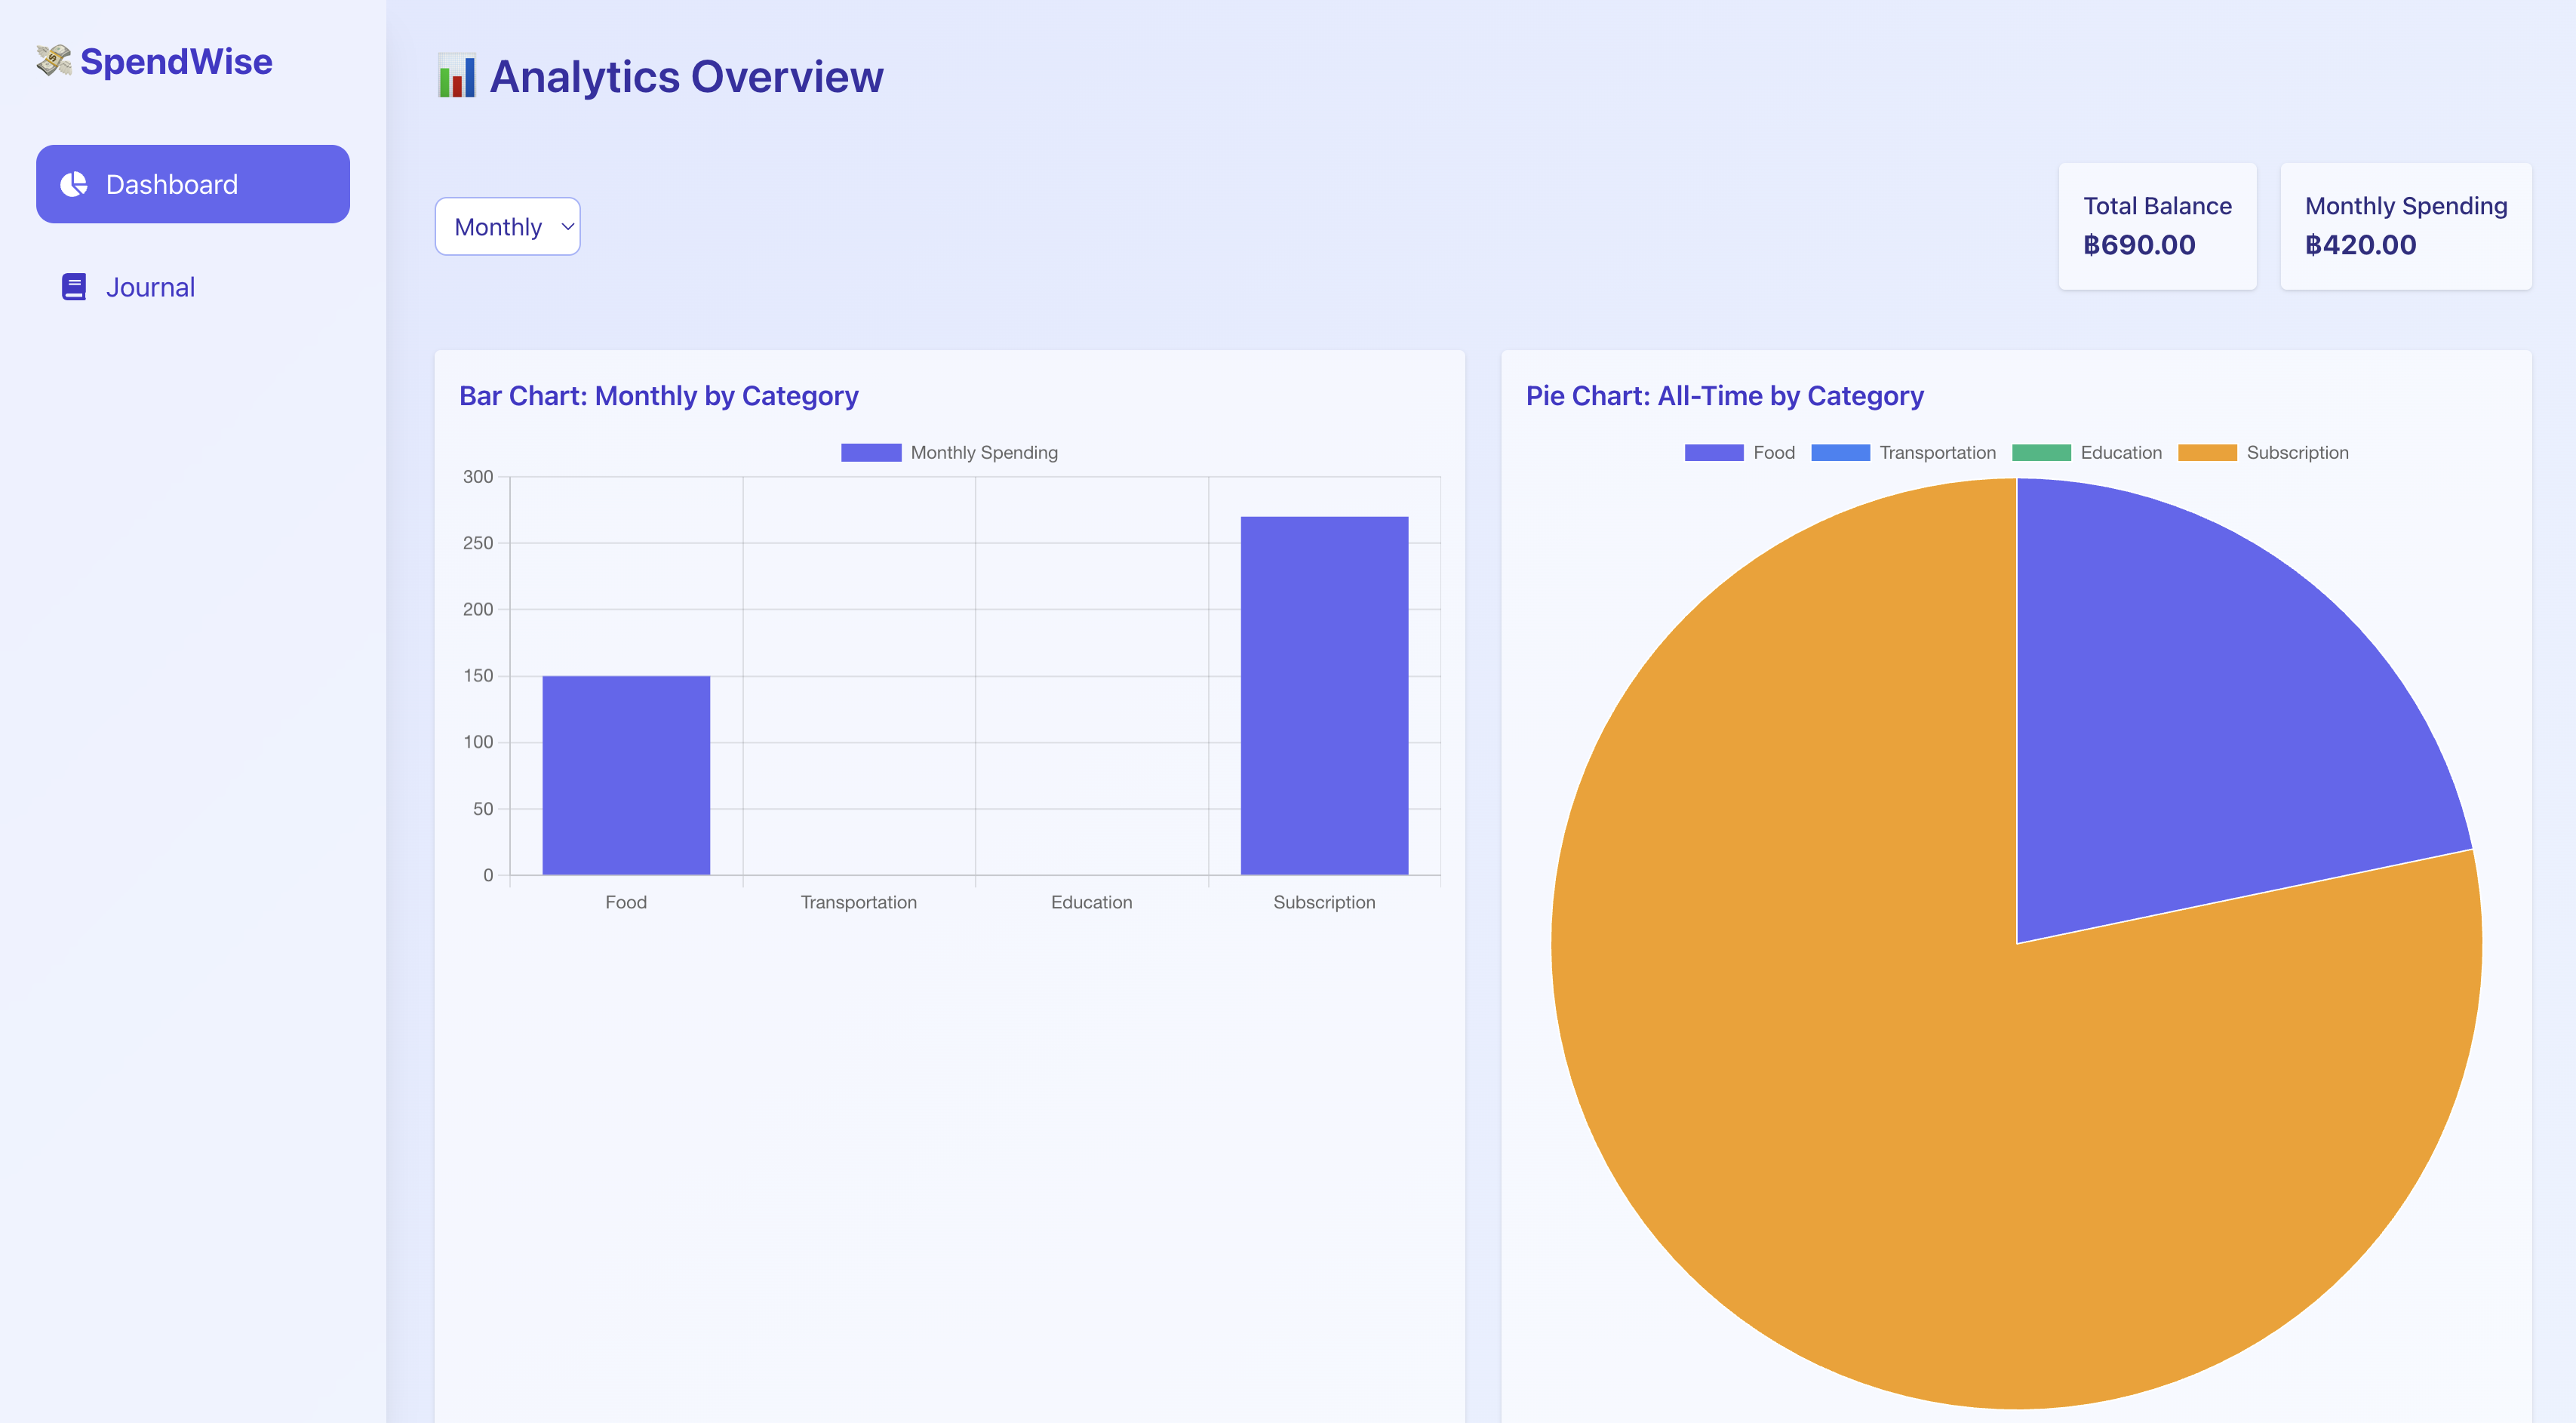 SpendWise
Dashboard
Journal
Analytics Overview
Monthly
Total Balance
฿690.00
Monthly Spending
฿420.00
Bar Chart: Monthly by Category
Monthly Spending
300
250
200
150
100
50
0
Food Transportation Education Subscription
Pie Chart: All-Time by Category
Food Transportation Education Subscription